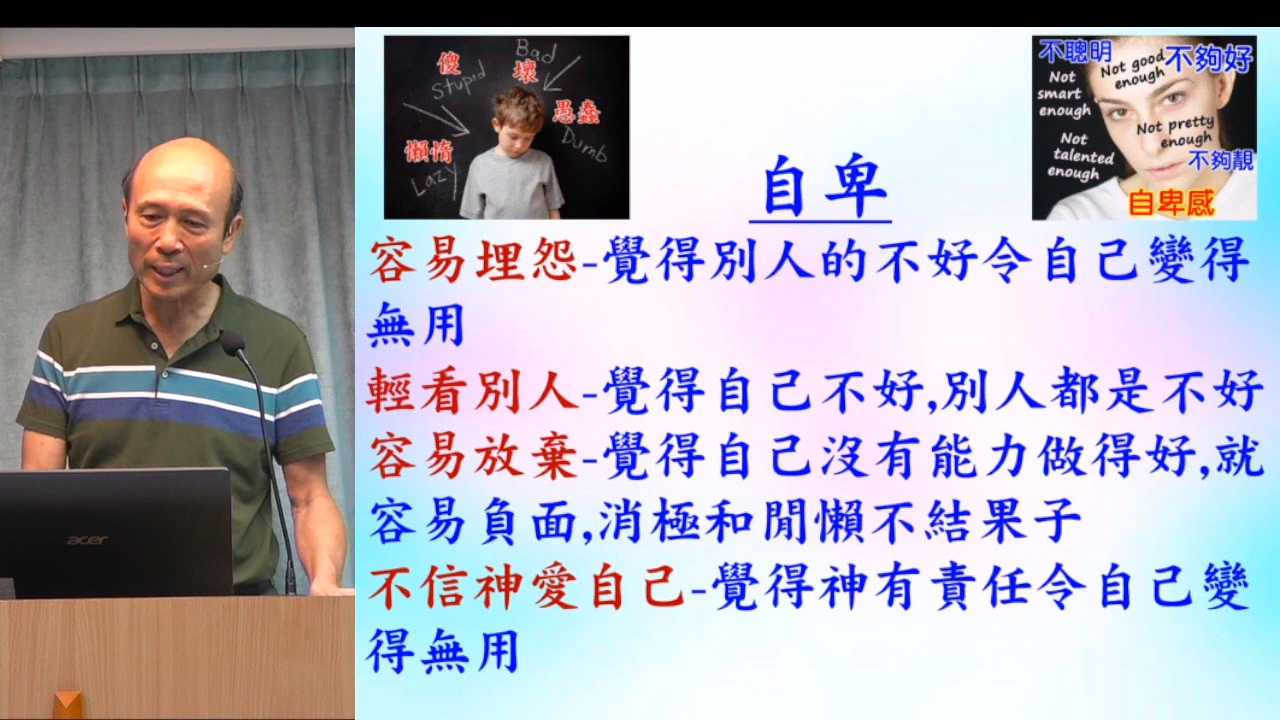 傻
Bad
Stupid
壞
愚蠢
Dumb
懶惰
Lazy
不聰明
Not good enough
不夠好
Not smart enough
Not pretty enough
Not talented enough
不夠靚
自卑感
自卑
容易埋怨-覺得別人的不好令自己變得
無用
輕看別人-覺得自己不好,別人都是不好
容易放棄-覺得自己沒有能力做得好,就
容易負面,消極和閒懶不結果子
不信神愛自己-覺得神有責任令自己變
得無用
acer